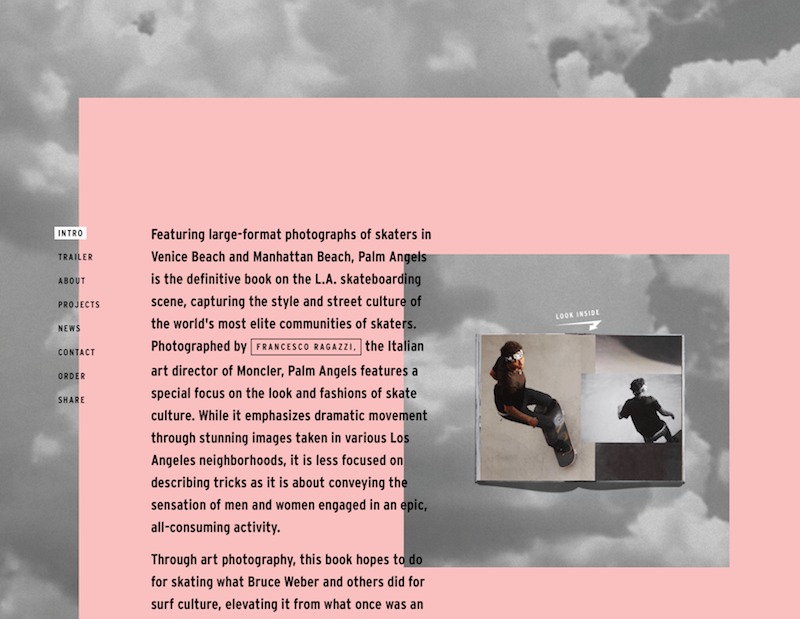 INTRO
TRAILER
ABOUT
PROJECTS
NEWS
CONTACT
ORDER
SHARE
Featuring large-format photographs of skaters in
Venice Beach and Manhattan Beach, Palm Angels
is the definitive book on the L.A. skateboarding
scene, capturing the style and street culture of
the world's most elite communities of skaters.
Photographed by FRANCESCO RAGAZZI, the Italian
art director of Moncler, Palm Angels features a
special focus on the look and fashions of skate
culture. While it emphasizes dramatic movement
through stunning images taken in various Los
Angeles neighborhoods, it is less focused on
describing tricks as it is about conveying the
sensation of men and women engaged in an epic,
all-consuming activity.
Through art photography, this book hopes to do
for skating what Bruce Weber and others did for
surf culture, elevating it from what once was an
LOOK INSIDE